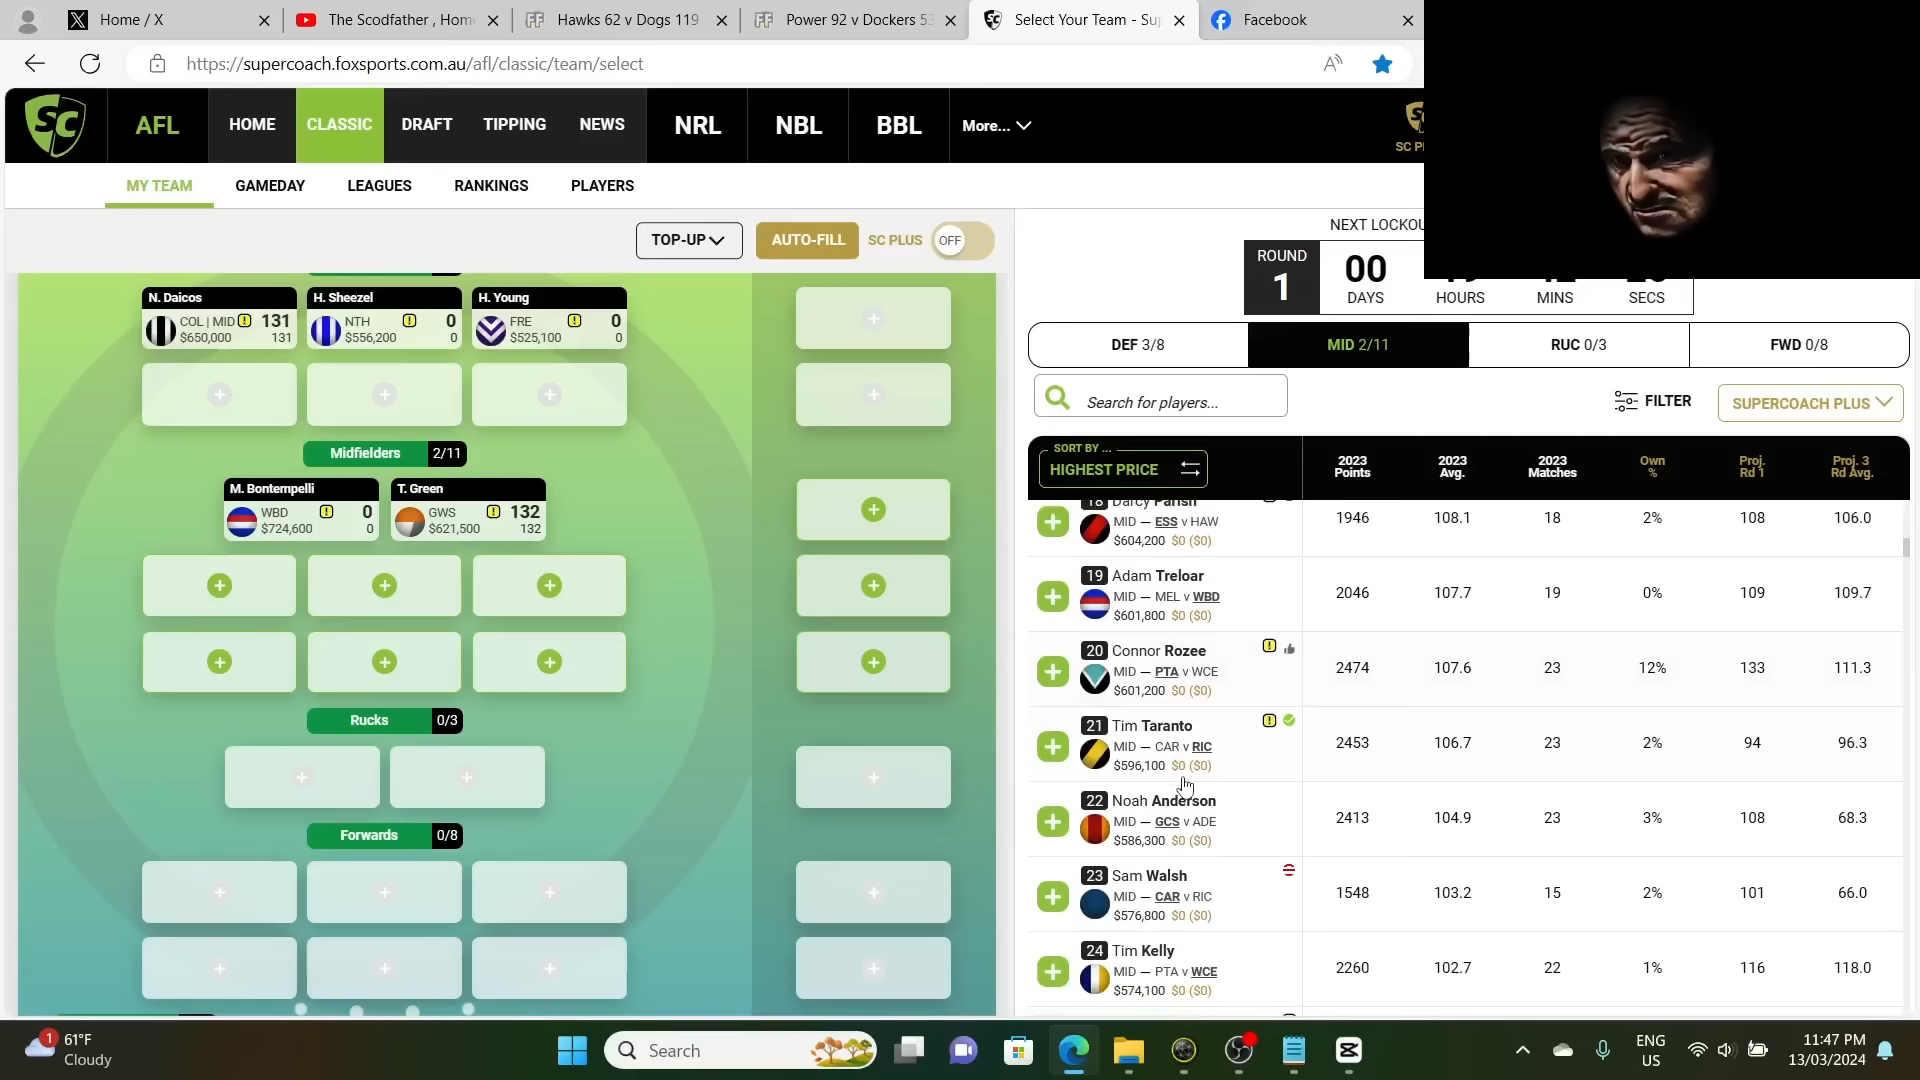 Home / X
The Scodfather , Hom
Hawks 62 v Dogs 119
Power 92 v Dockers 53
Select Your Team - Sup
Facebook
https://supercoach.foxsports.com.au/afl/classic/team/select
SC
AFL
HOME
CLASSIC
DRAFT
TIPPING
NEWS
NRL
NBL
BBL
More...
SC
SC PL
MY TEAM
GAMEDAY
LEAGUES
RANKINGS
PLAYERS
TOP-UP
AUTO-FILL
SC PLUS
OFF
NEXT LOCKOU
ROUND
1
00
DAYS
HOURS
MINS
SECS
N. Daicos
COL | MID
131
$650,000
131
H. Sheezel
NTH
0
$556,200
0
H. Young
FRE
0
$525,100
0
Midfielders 2/11
M. Bontempelli
WBD
0
$724,600
0
T. Green
GWS
132
$621,500
132
Rucks 0/3
Forwards 0/8
DEF 3/8
MID 2/11
RUC 0/3
FWD 0/8
Search for players...
FILTER
SUPERCOACH PLUS
SORT BY ...
HIGHEST PRICE
2023 Points
2023 Avg.
2023 Matches
Own %
Proj. Rd 1
Proj. 3 Rd Avg.
18 Darcy Parish
MID — ESS v HAW
$604,200 $0 ($0)
1946 108.1 18 2% 108 106.0
19 Adam Treloar
MID — MEL v WBD
$601,800 $0 ($0)
2046 107.7 19 0% 109 109.7
20 Connor Rozee
MID — PTA v WCE
$601,200 $0 ($0)
2474 107.6 23 12% 133 111.3
21 Tim Taranto
MID — CAR v RIC
$596,100 $0 ($0)
2453 106.7 23 2% 94 96.3
22 Noah Anderson
MID — GCS v ADE
$586,300 $0 ($0)
2413 104.9 23 3% 108 68.3
23 Sam Walsh
MID — CAR v RIC
$576,800 $0 ($0)
1548 103.2 15 2% 101 66.0
24 Tim Kelly
MID — PTA v WCE
$574,100 $0 ($0)
2260 102.7 22 1% 116 118.0
1
61°F
Cloudy
Search
ENG
US
11:47 PM
13/03/2024